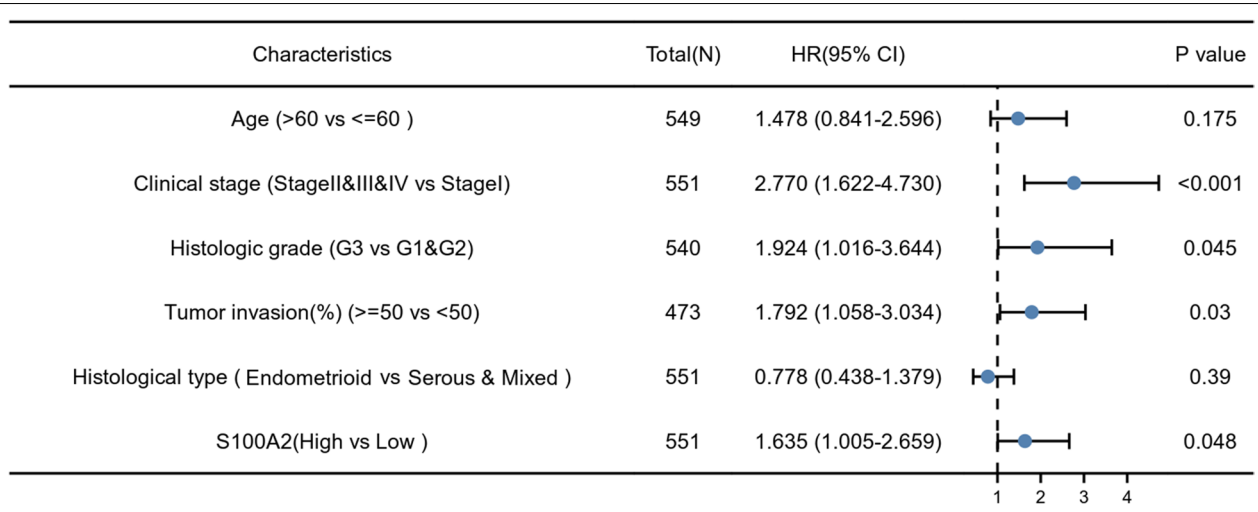 Characteristics Total(N) HR(95% CI) P value
Age (>60 vs <=60 ) 549 1.478 (0.841-2.596) 0.175
Clinical stage (StageII&III&IV vs StageI) 551 2.770 (1.622-4.730) <0.001
Histologic grade (G3 vs G1&G2) 540 1.924 (1.016-3.644) 0.045
Tumor invasion(%) (>=50 vs <50) 473 1.792 (1.058-3.034) 0.03
Histological type ( Endometrioid vs Serous & Mixed ) 551 0.778 (0.438-1.379) 0.39
S100A2(High vs Low ) 551 1.635 (1.005-2.659) 0.048
1 2 3 4